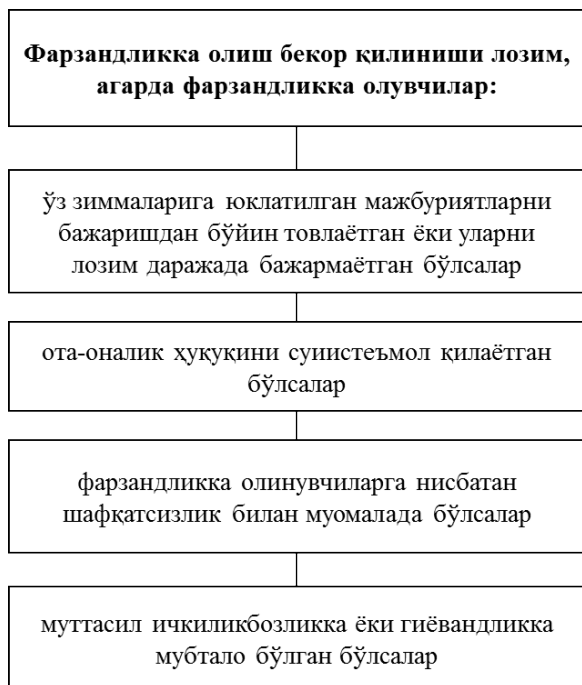 Фарзандликка олиш бекор қилиниши лозим,
агарда фарзандликка олувчилар:
ўз зиммаларига юклатилган мажбуриятларни
бажаришдан бўйин товлаётган ёки уларни
лозим даражада бажармаётган бўлсалар
ота-оналик ҳуқуқини суиистеъмол қилаётган
бўлсалар
фарзандликка олинувчиларга нисбатан
шафқатсизлик билан муомалада бўлсалар
муттасил ичкиликбозликка ёки гиёвандликка
мубтало бўлган бўлсалар